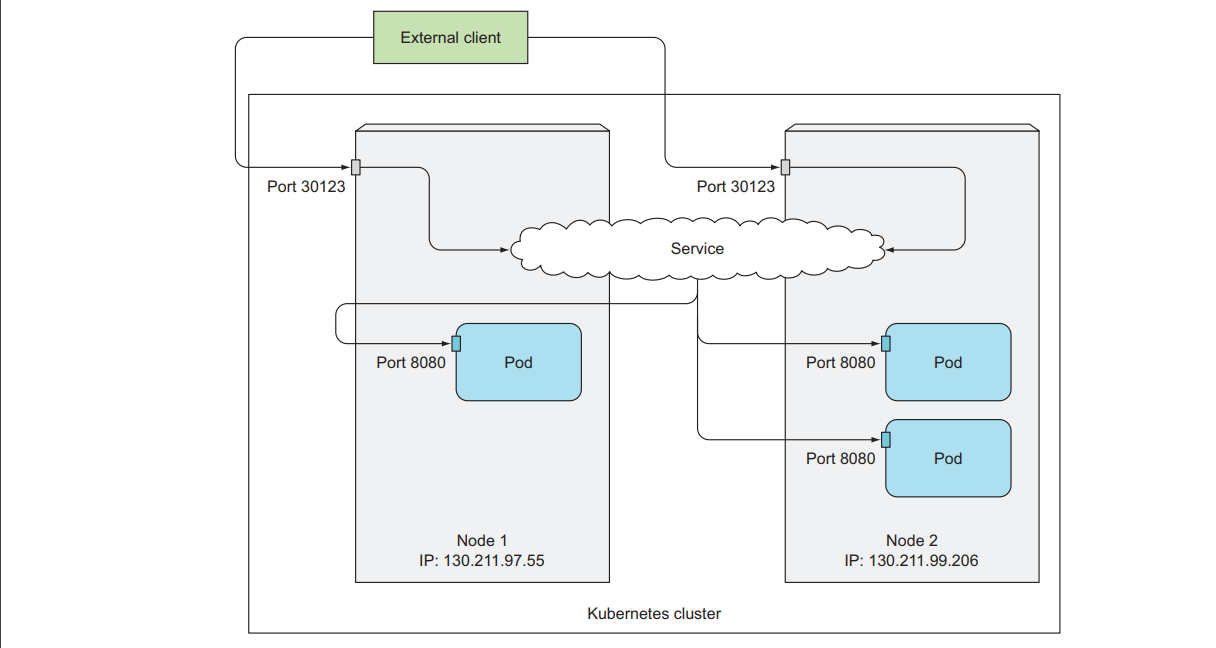 External client
Port 30123
Port 30123
Service
Port 8080
Pod
Port 8080
Pod
Port 8080
Pod
Node 1
IP: 130.211.97.55
Node 2
IP: 130.211.99.206
Kubernetes cluster